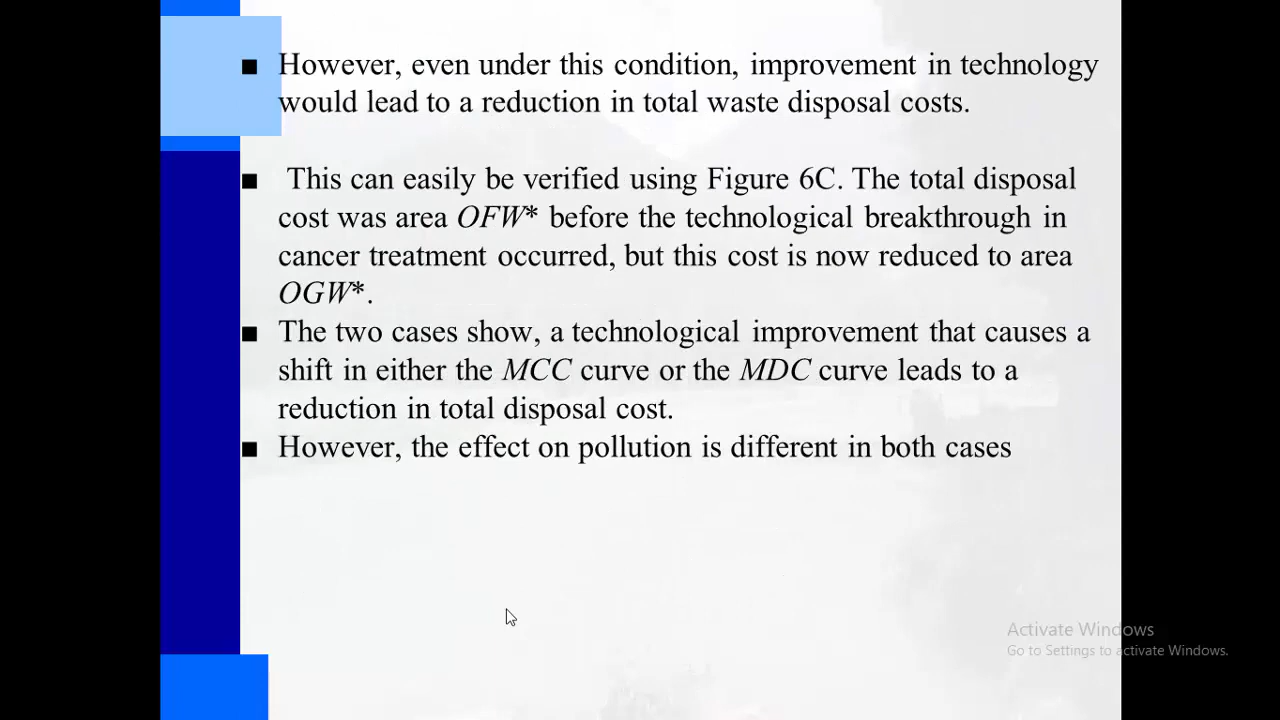 ■ However, even under this condition, improvement in technology
would lead to a reduction in total waste disposal costs.
■ This can easily be verified using Figure 6C. The total disposal
cost was area OFW* before the technological breakthrough in
cancer treatment occurred, but this cost is now reduced to area
OGW*.
■ The two cases show, a technological improvement that causes a
shift in either the MCC curve or the MDC curve leads to a
reduction in total disposal cost.
■ However, the effect on pollution is different in both cases
Activate Windows
Go to Settings to activate Windows.